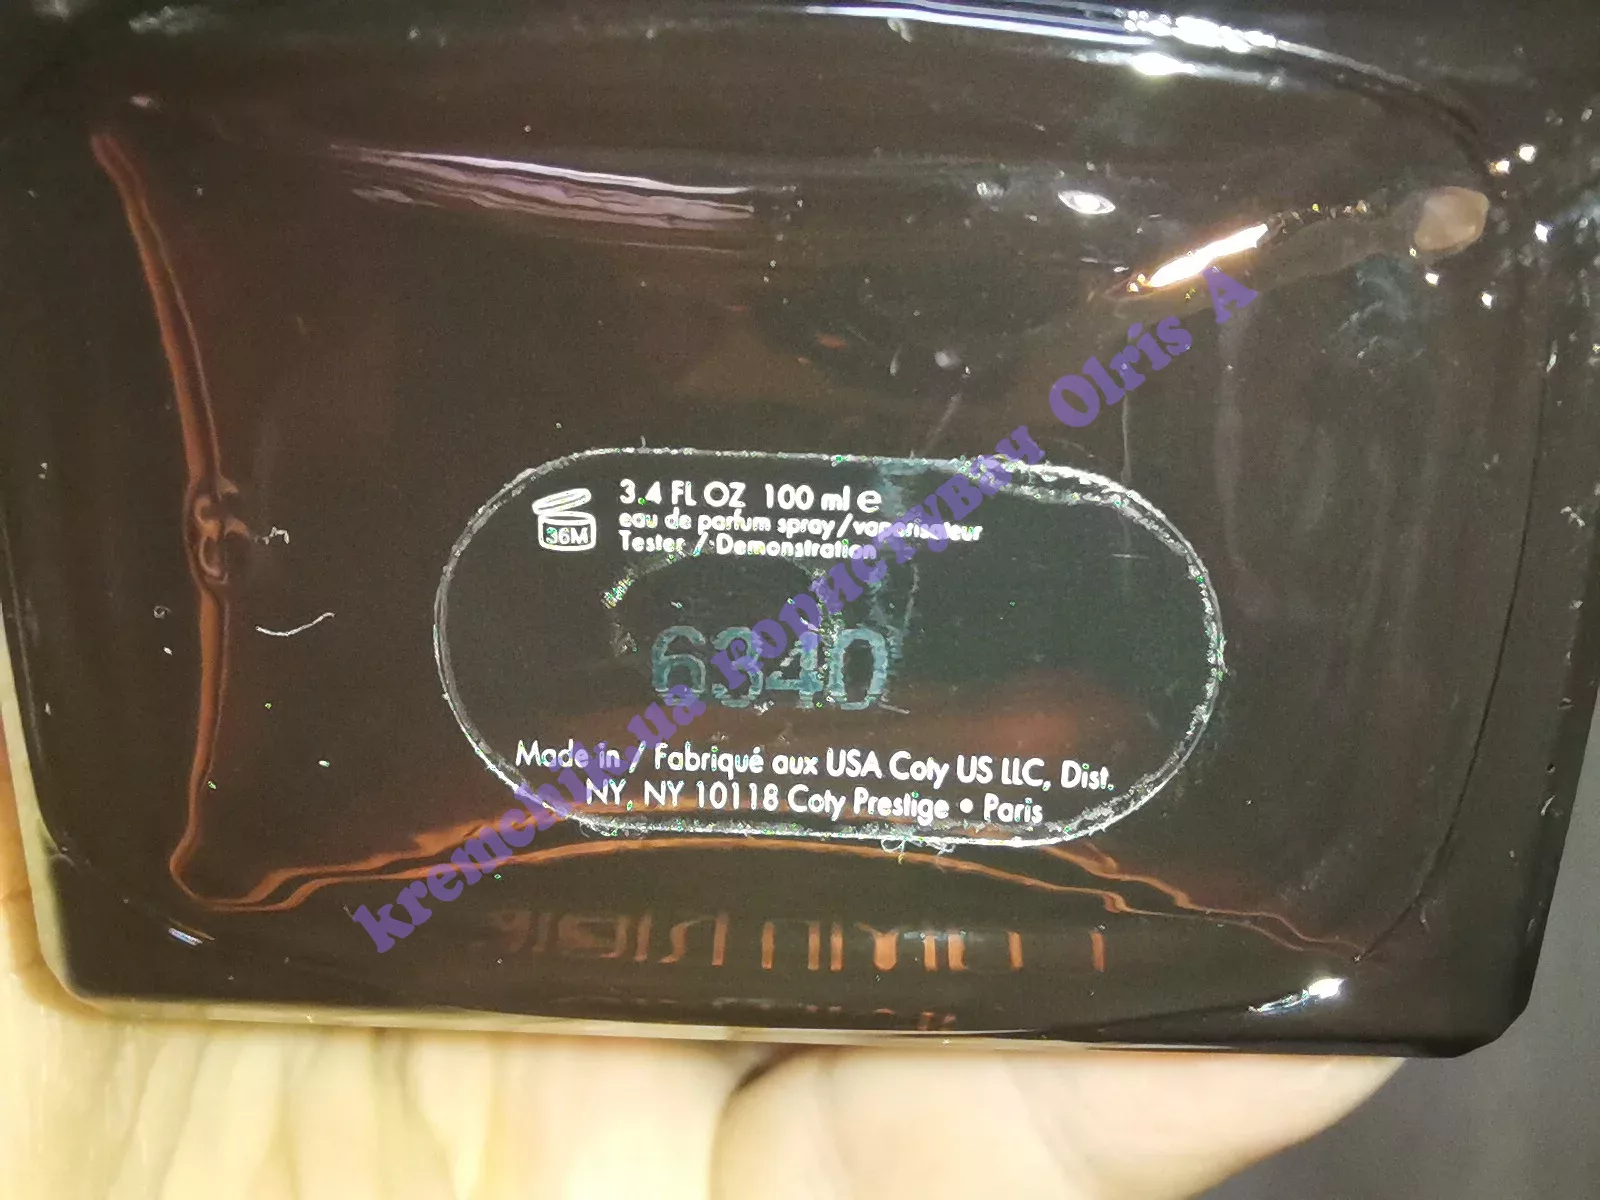 36M
3.4 FL OZ 100 ml e
eau de parfum spray/vaporisateur
Tester / Demonstration
6340
Made in / Fabriqué aux USA Coty US LLC, Dist.
NY, NY 10118 Coty Prestige • Paris
kremchik.ua користувач Olris A